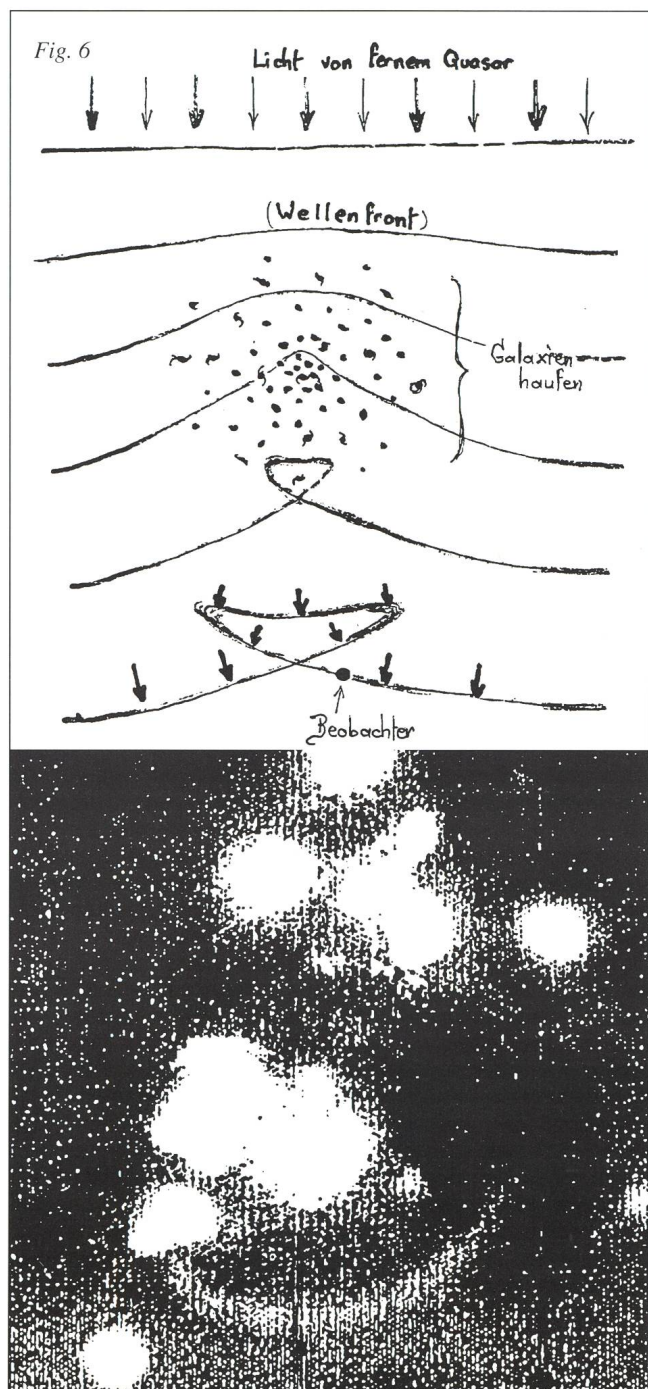 Fig. 6
Licht von fernem Quasar
(Wellenfront)
Galaxien
haufen
Beobachter